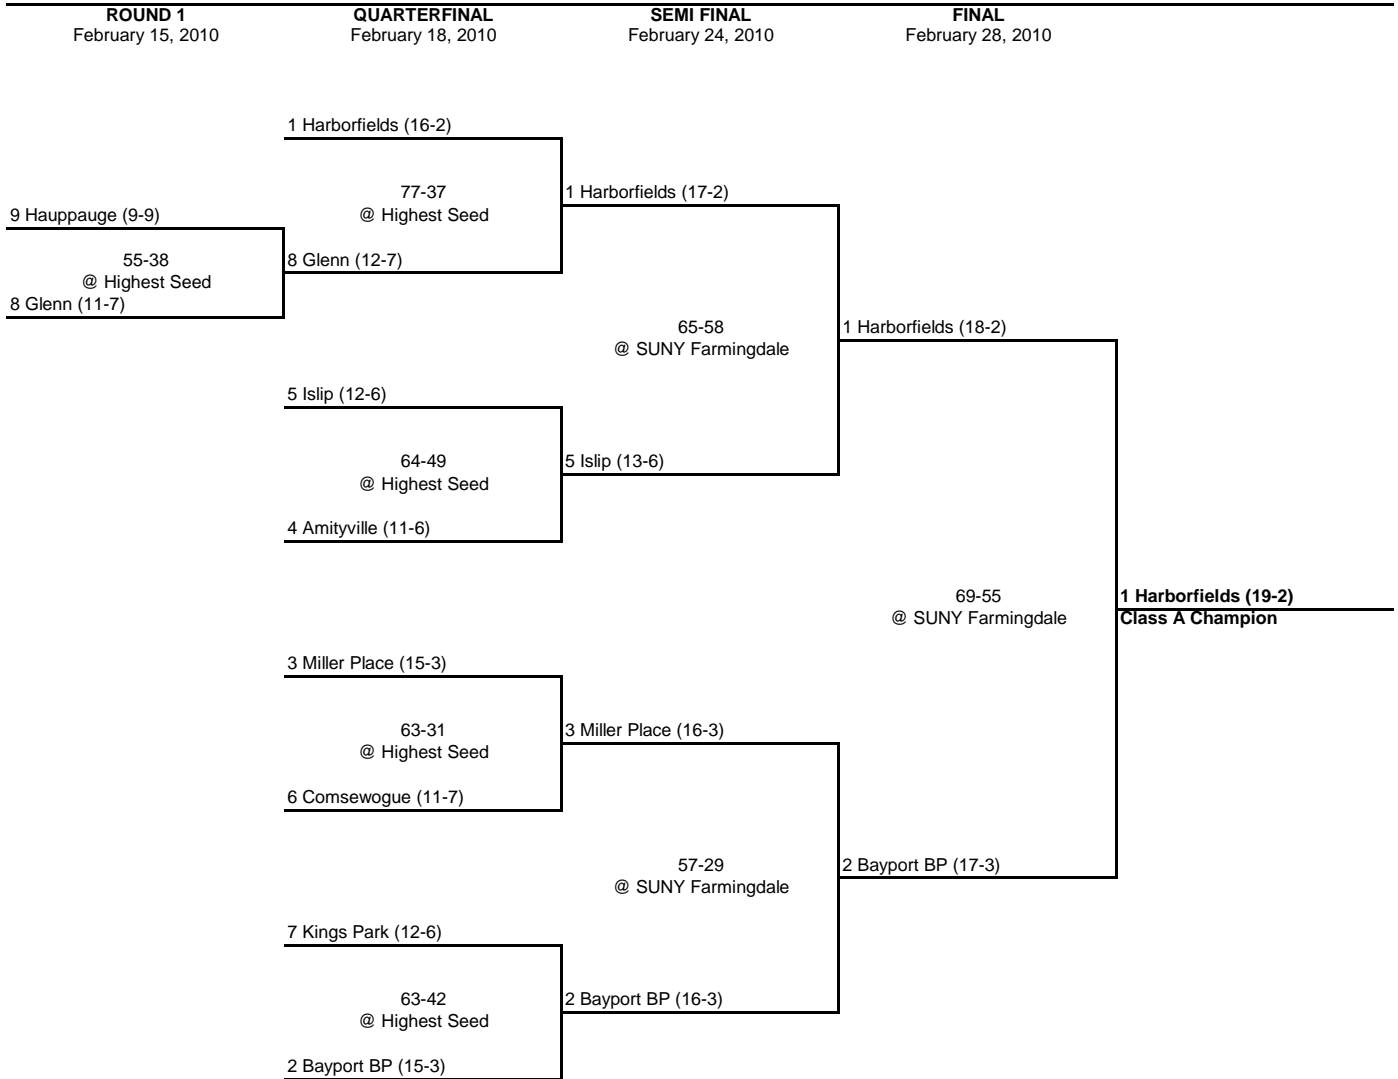 ROUND 1
February 15, 2010
QUARTERFINAL
February 18, 2010
SEMI FINAL
February 24, 2010
FINAL
February 28, 2010
1 Harborfields (16-2)
77-37
@ Highest Seed
1 Harborfields (17-2)
9 Hauppauge (9-9)
55-38
@ Highest Seed
8 Glenn (12-7)
8 Glenn (11-7)
65-58
@ SUNY Farmingdale
1 Harborfields (18-2)
5 Islip (12-6)
64-49
@ Highest Seed
5 Islip (13-6)
4 Amityville (11-6)
69-55
@ SUNY Farmingdale
1 Harborfields (19-2)
Class A Champion
3 Miller Place (15-3)
63-31
@ Highest Seed
3 Miller Place (16-3)
6 Comsewogue (11-7)
57-29
@ SUNY Farmingdale
2 Bayport BP (17-3)
7 Kings Park (12-6)
63-42
@ Highest Seed
2 Bayport BP (16-3)
2 Bayport BP (15-3)